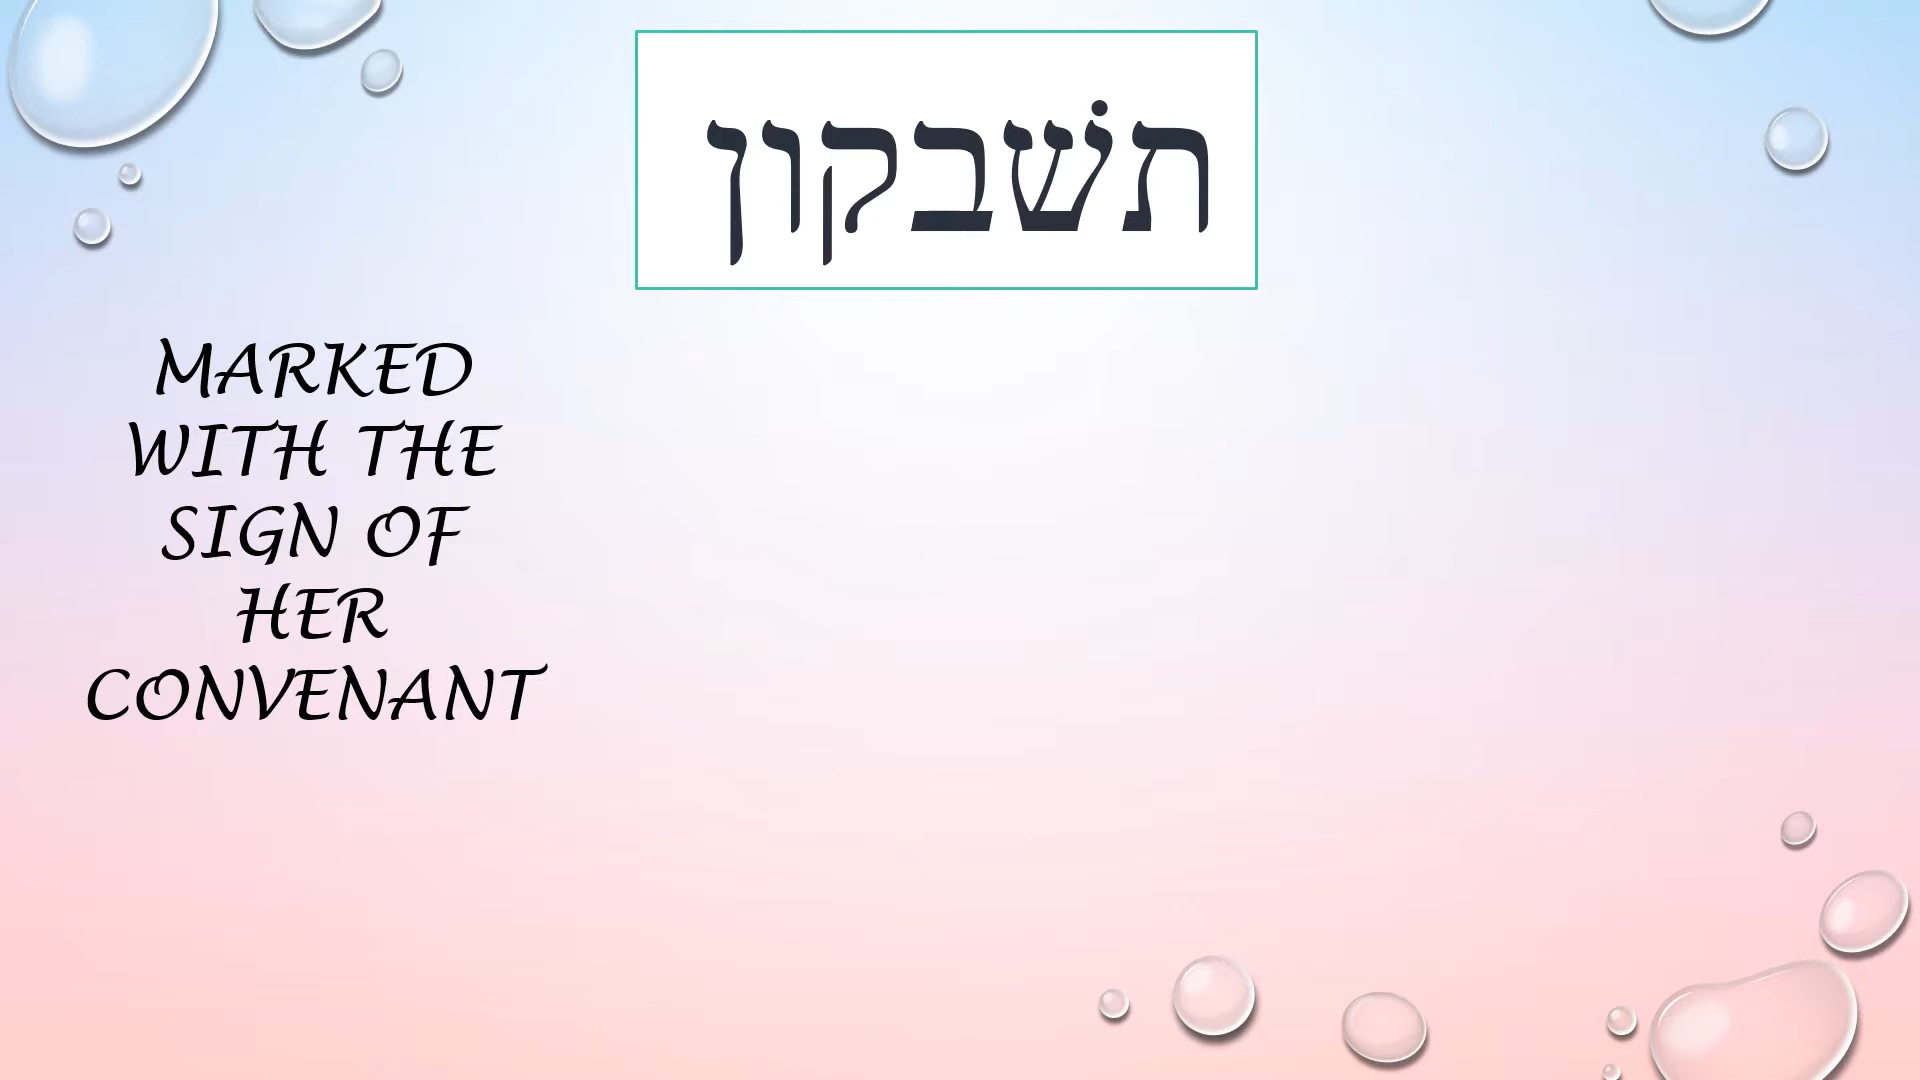 תשׁבקון
MARKED
WITH THE
SIGN OF
HER
CONVENANT